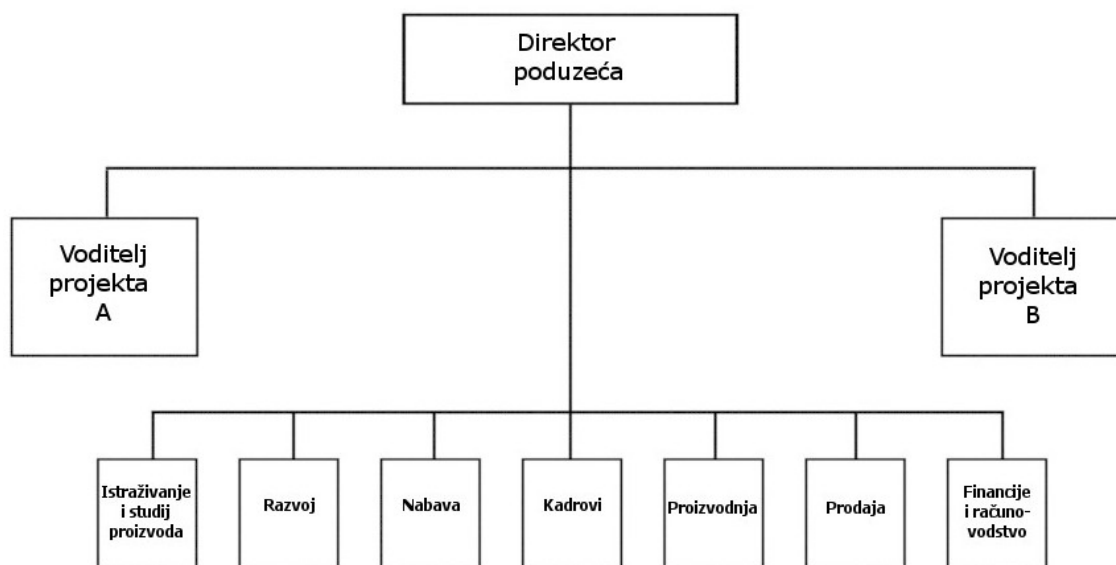 Direktor
poduzeća
Voditelj
projekta
A
Voditelj
projekta
B
Istraživanje
i studij
proizvoda
Razvoj
Nabava
Kadrovi
Proizvodnja
Prodaja
Financije
i računo-
vodstvo